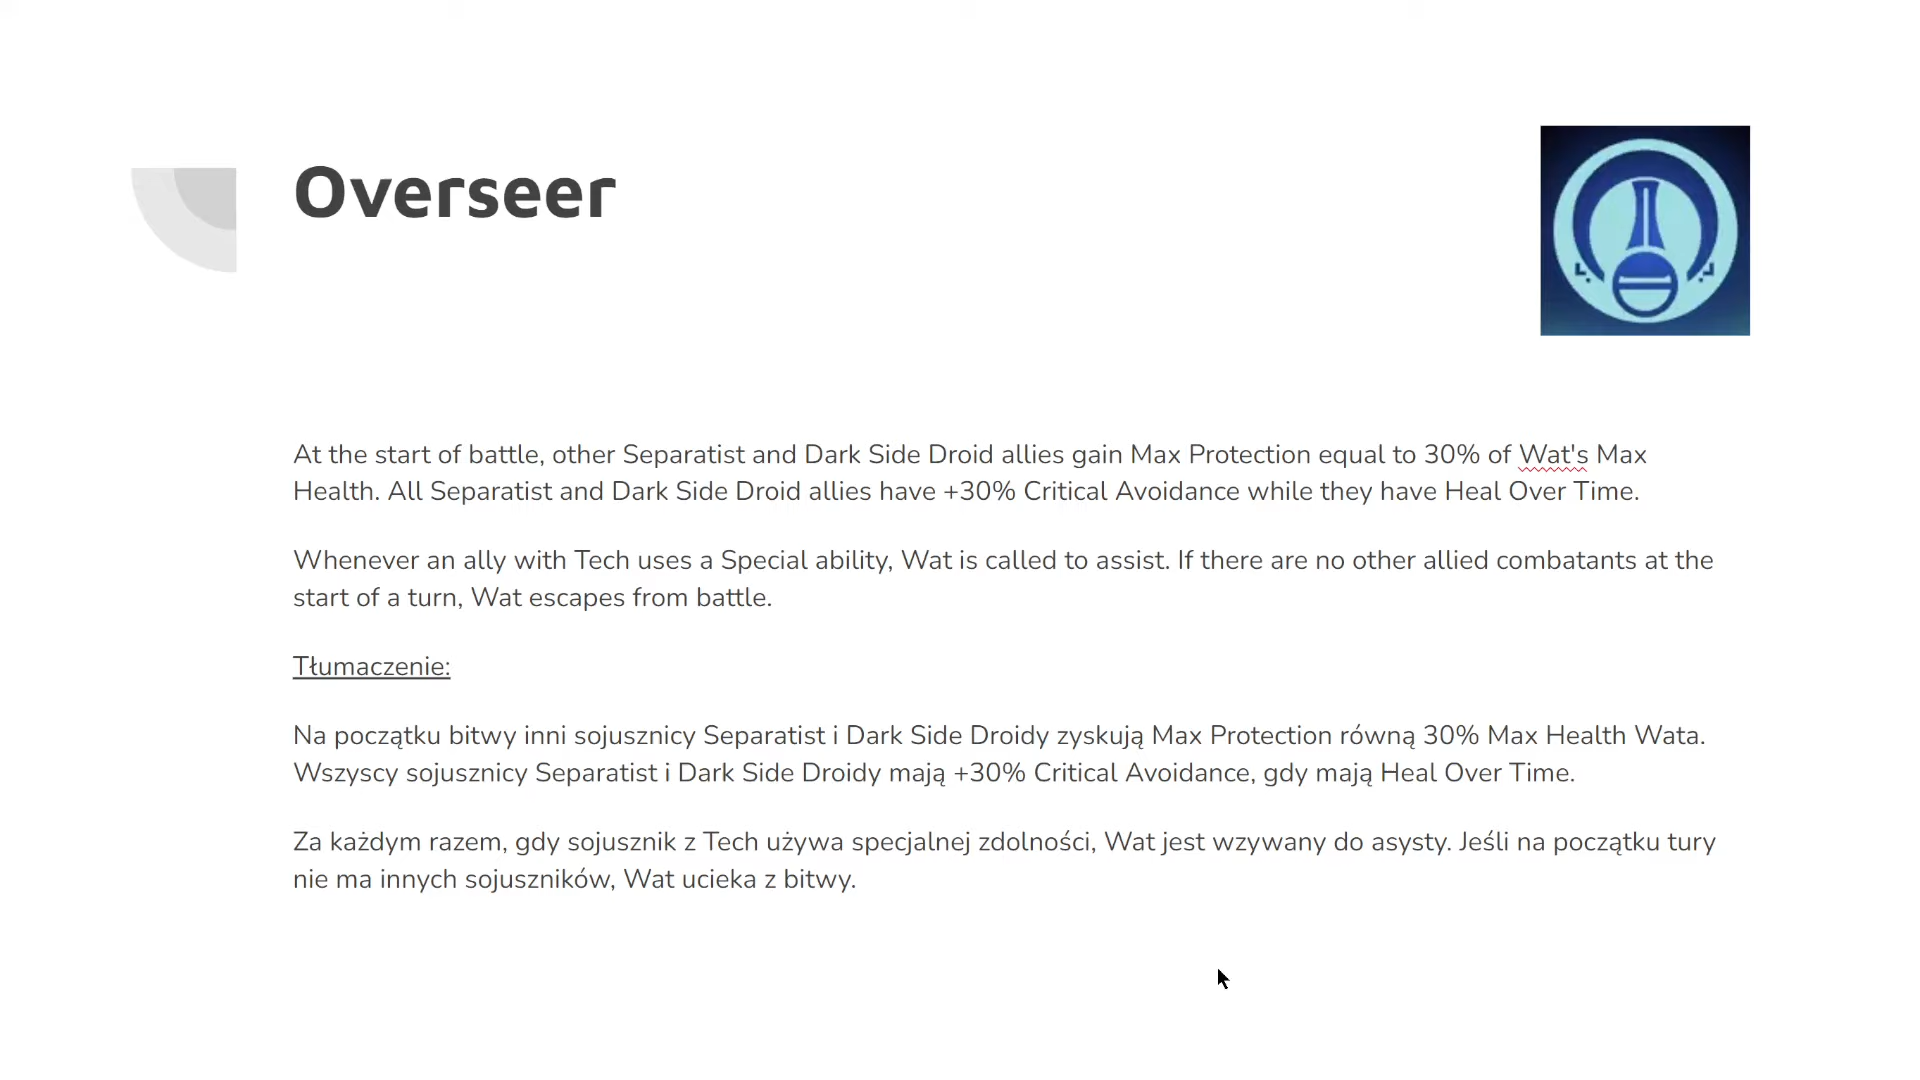 Overseer
At the start of battle, other Separatist and Dark Side Droid allies gain Max Protection equal to 30% of Wat's Max
Health. All Separatist and Dark Side Droid allies have +30% Critical Avoidance while they have Heal Over Time.
Whenever an ally with Tech uses a Special ability, Wat is called to assist. If there are no other allied combatants at the
start of a turn, Wat escapes from battle.
Tłumaczenie:
Na początku bitwy inni sojusznicy Separatist i Dark Side Droidy zyskują Max Protection równą 30% Max Health Wata.
Wszyscy sojusznicy Separatist i Dark Side Droidy mają +30% Critical Avoidance, gdy mają Heal Over Time.
Za każdym razem, gdy sojusznik z Tech używa specjalnej zdolności, Wat jest wzywany do asysty. Jeśli na początku tury
nie ma innych sojuszników, Wat ucieka z bitwy.